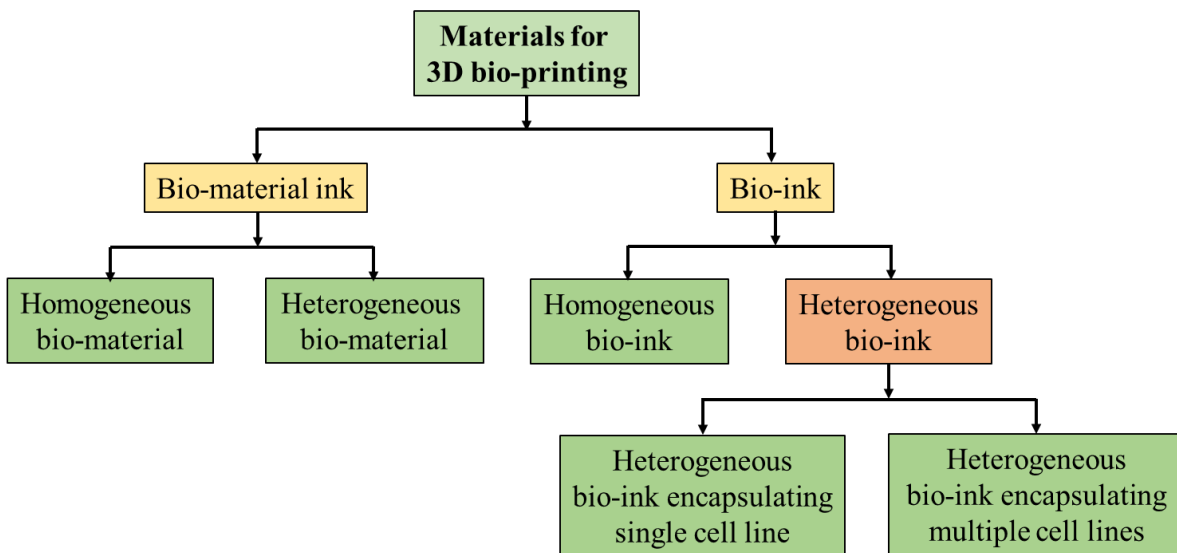 Materials for
3D bio-printing
Bio-material ink
Bio-ink
Homogeneous
bio-material
Heterogeneous
bio-material
Homogeneous
bio-ink
Heterogeneous
bio-ink
Heterogeneous
bio-ink encapsulating
single cell line
Heterogeneous
bio-ink encapsulating
multiple cell lines